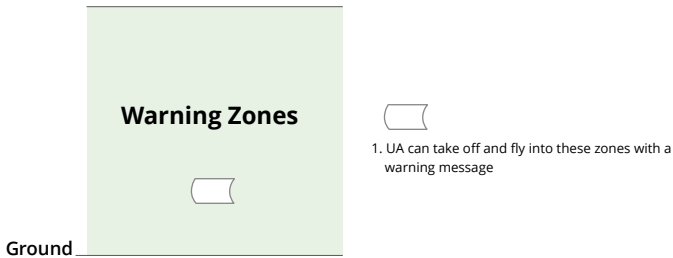 Warning Zones
1. UA can take off and fly into these zones with a
warning message
Ground